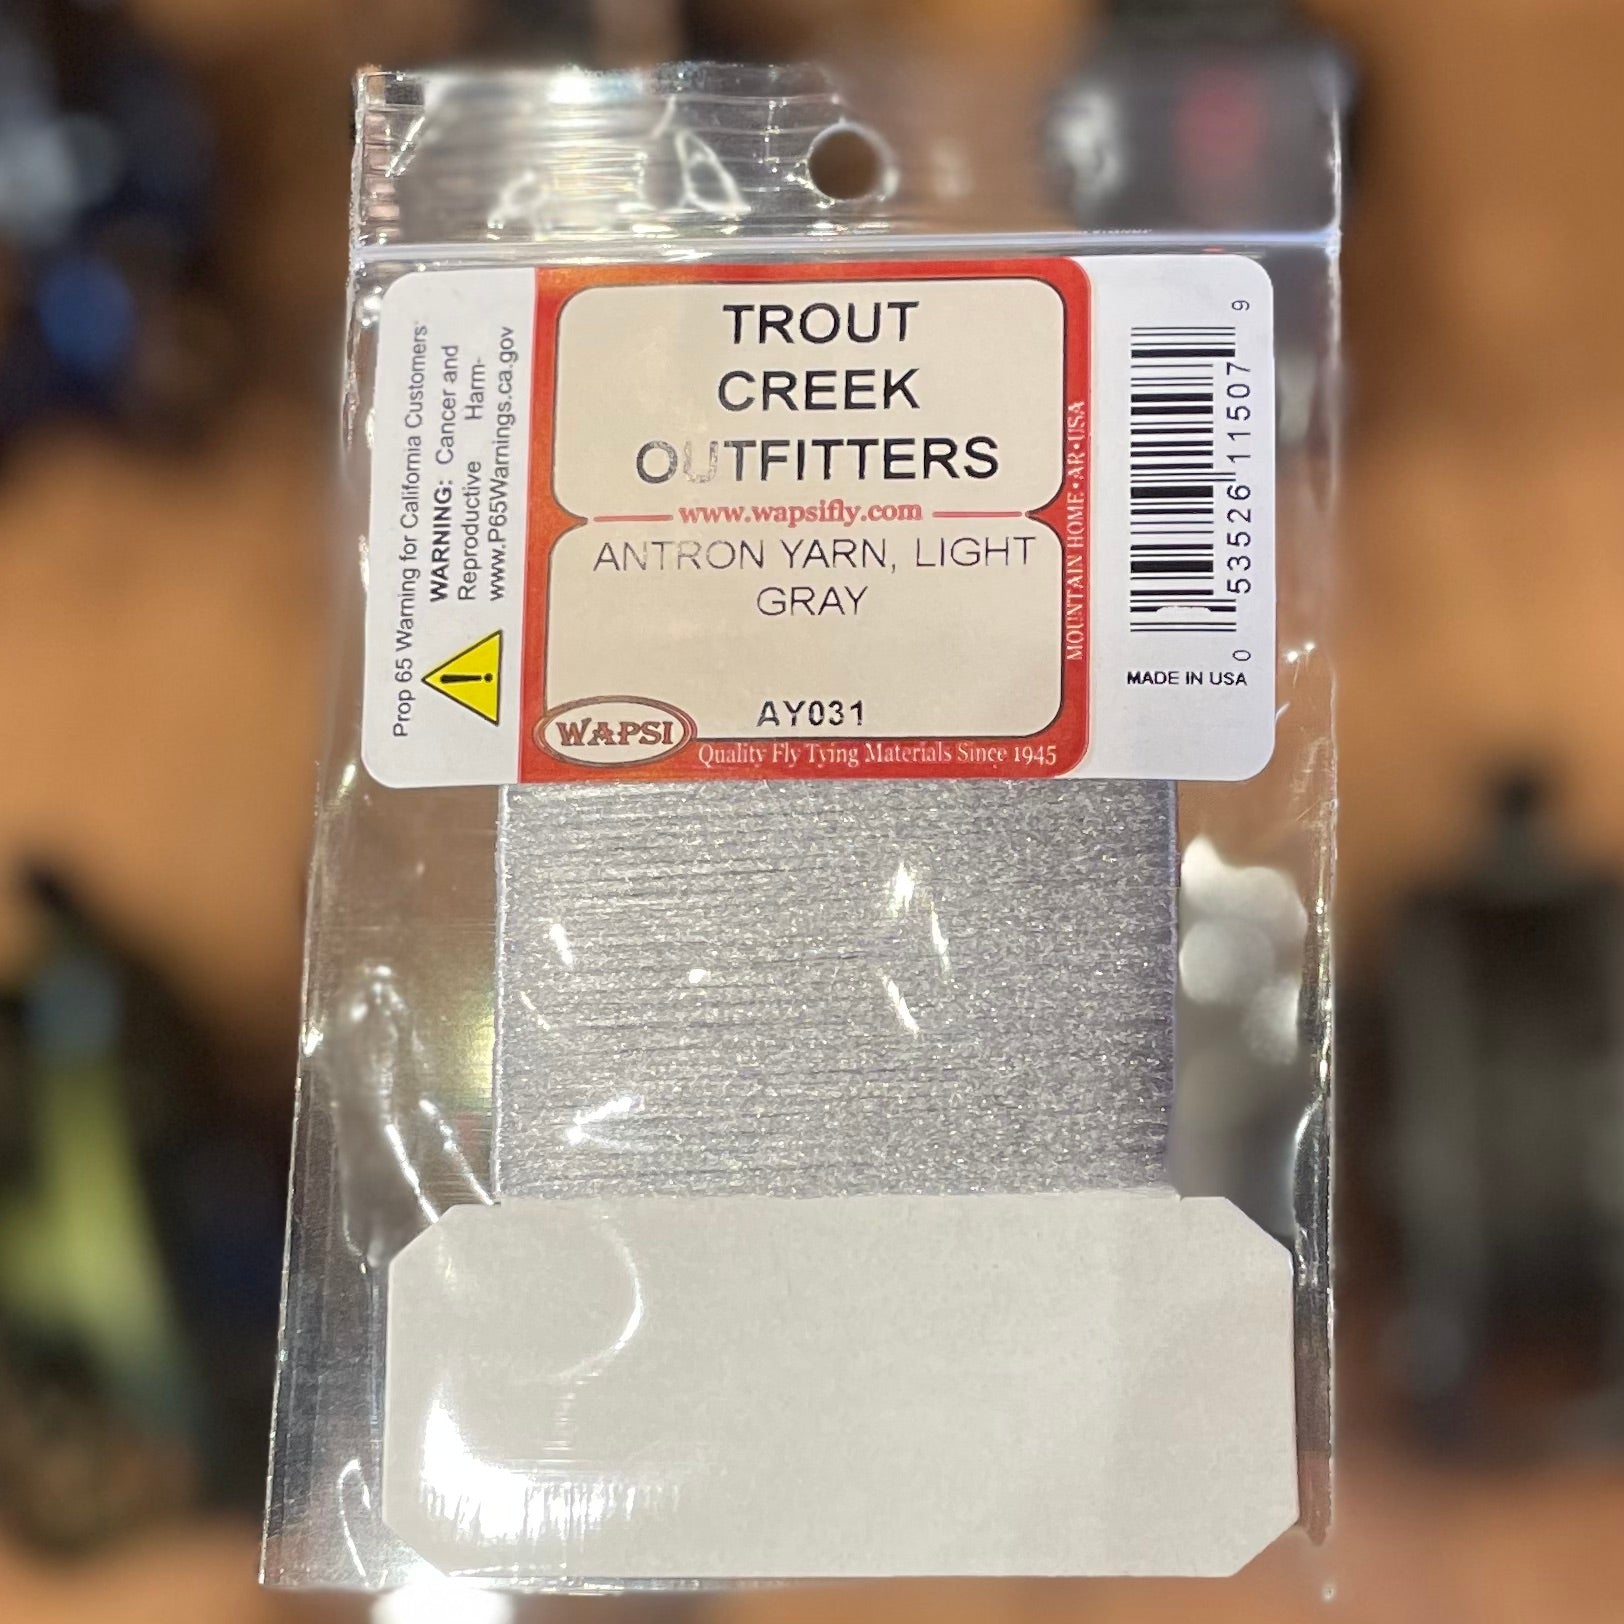 Prop 65 Warning for California Customers
WARNING: Cancer and
Reproductive Harm-
www.P65Warnings.ca.gov
TROUT
CREEK
OUTFITTERS
www.wapsifly.com
ANTRON YARN, LIGHT
GRAY
AY031
WAPSI
Quality Fly Tying Materials Since 1945
MOUNTAIN HOME • AR • USA
0 53526 11507 9
MADE IN USA